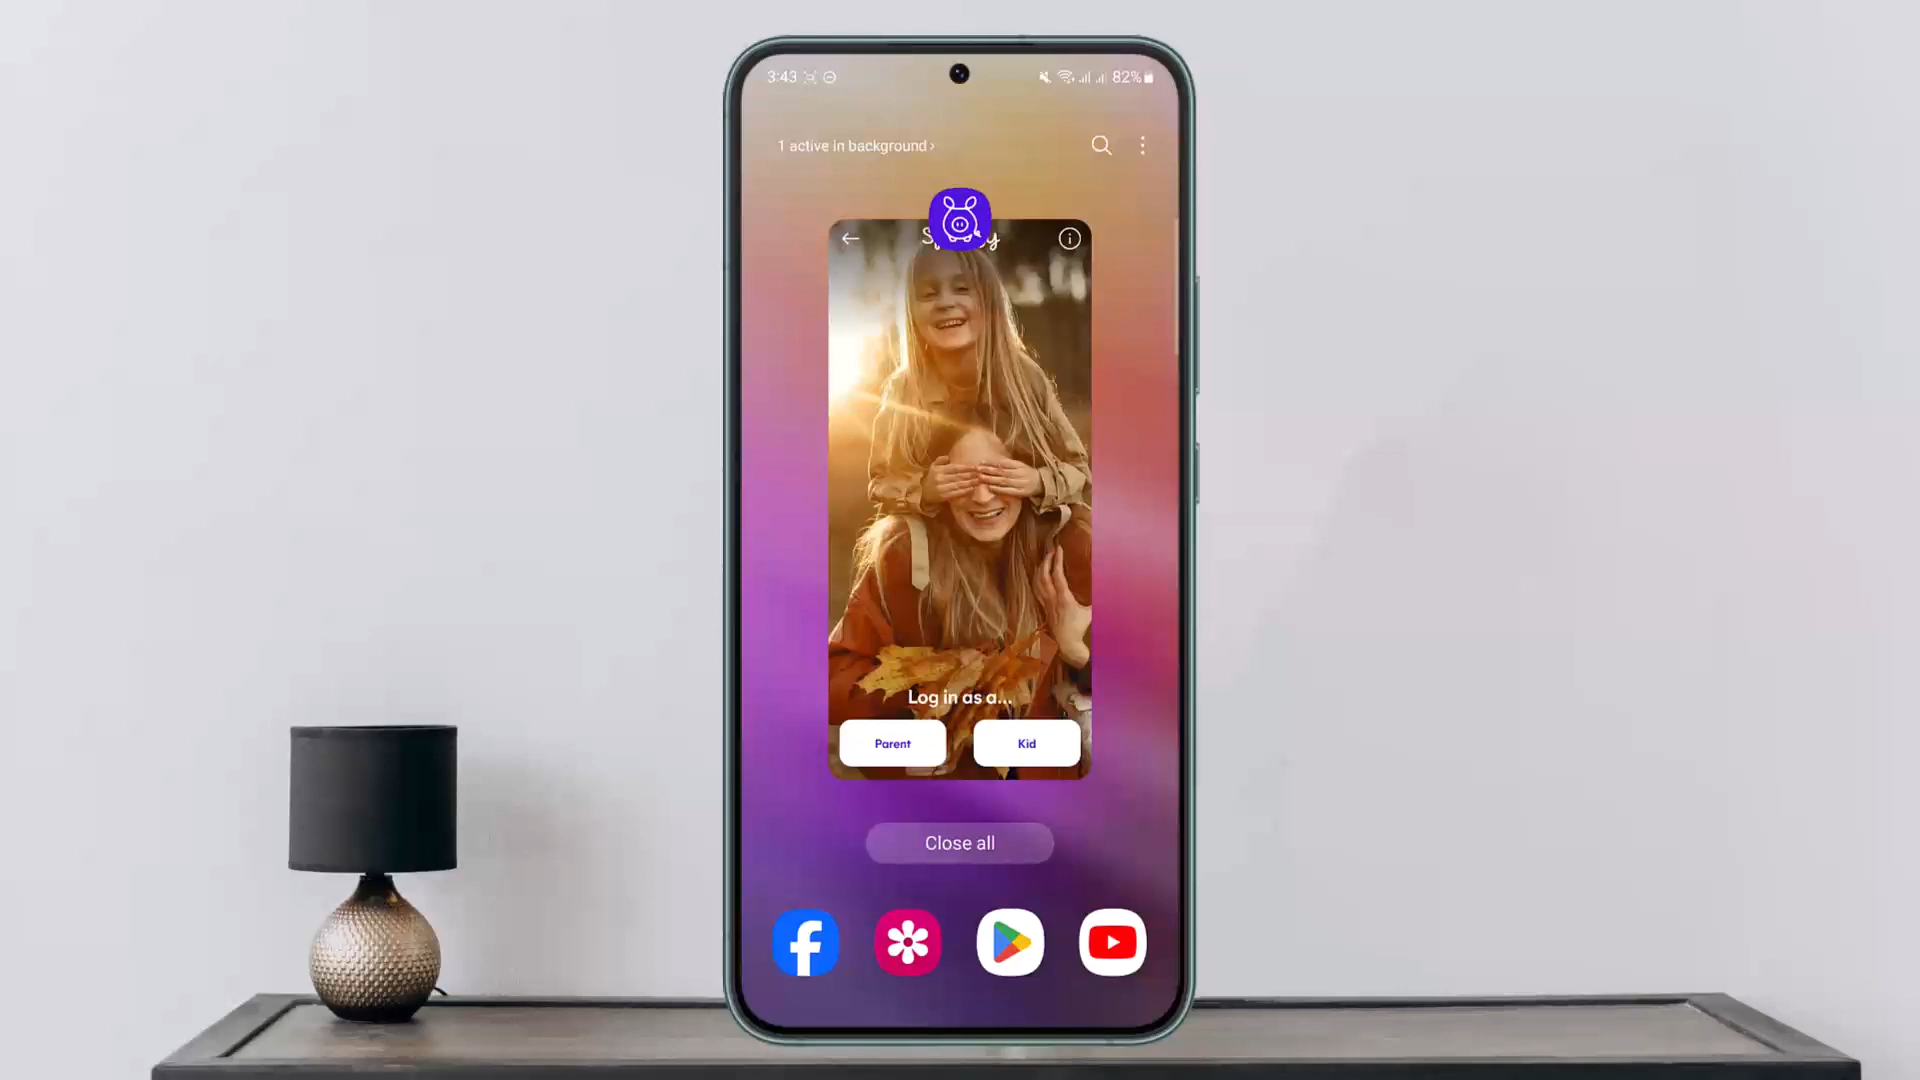 3:43
82%
1 active in background ›
Log in as a...
Parent
Kid
Close all